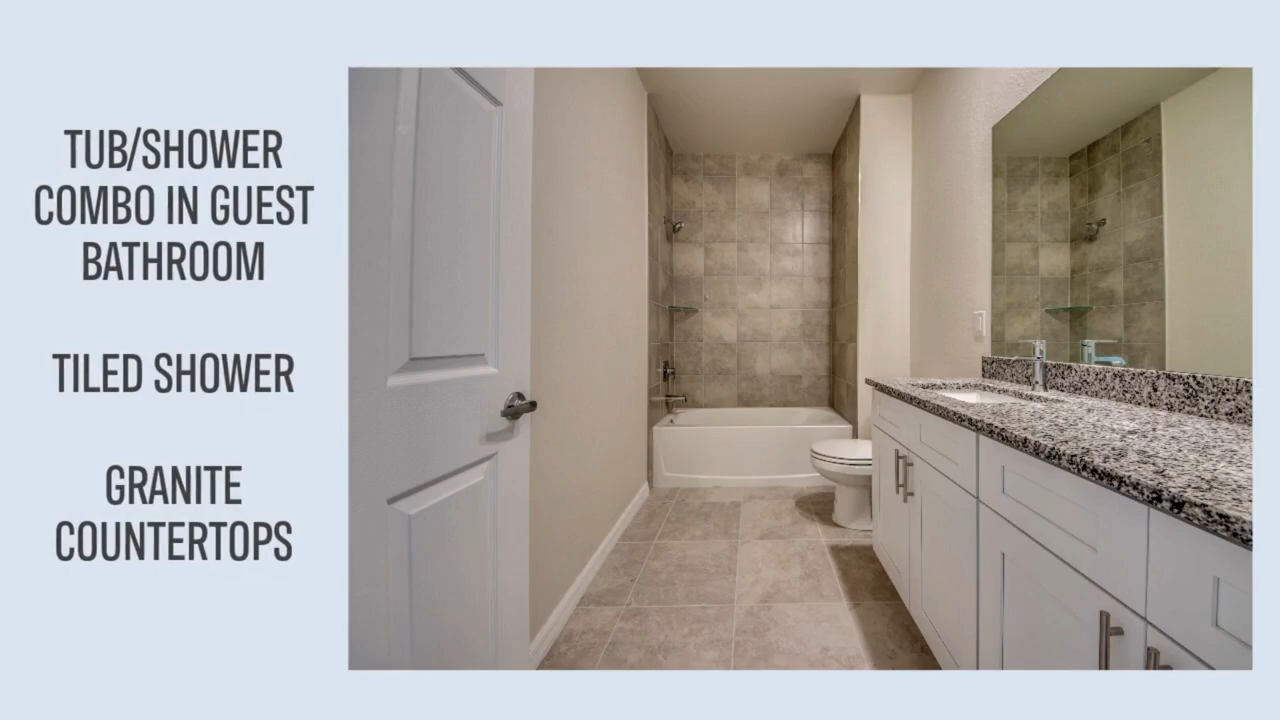 TUB/SHOWER
COMBO IN GUEST
BATHROOM
TILED SHOWER
GRANITE
COUNTERTOPS